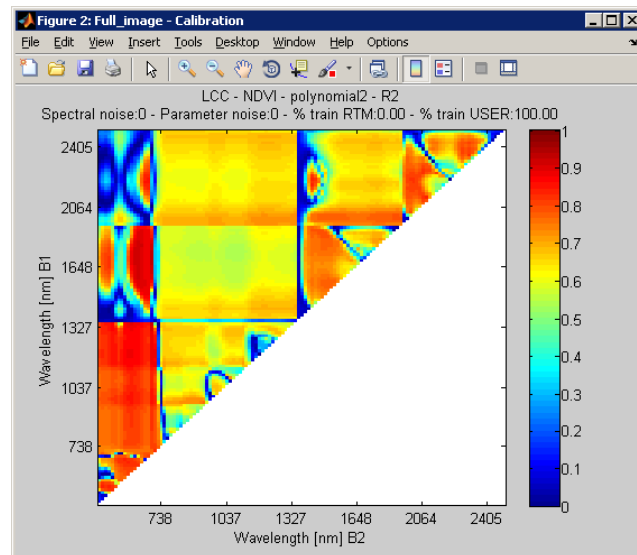 Figure 2: Full_image - Calibration
File Edit View Insert Tools Desktop Window Help Options
LCC - NDVI - polynomial2 - R2
Spectral noise:0 - Parameter noise:0 - % train RTM:0.00 - % train USER:100.00
Wavelength [nm] B1
2405
2064
1648
1327
1037
738
738 1037 1327 1648 2064 2405
Wavelength [nm] B2
1
0.9
0.8
0.7
0.6
0.5
0.4
0.3
0.2
0.1
0